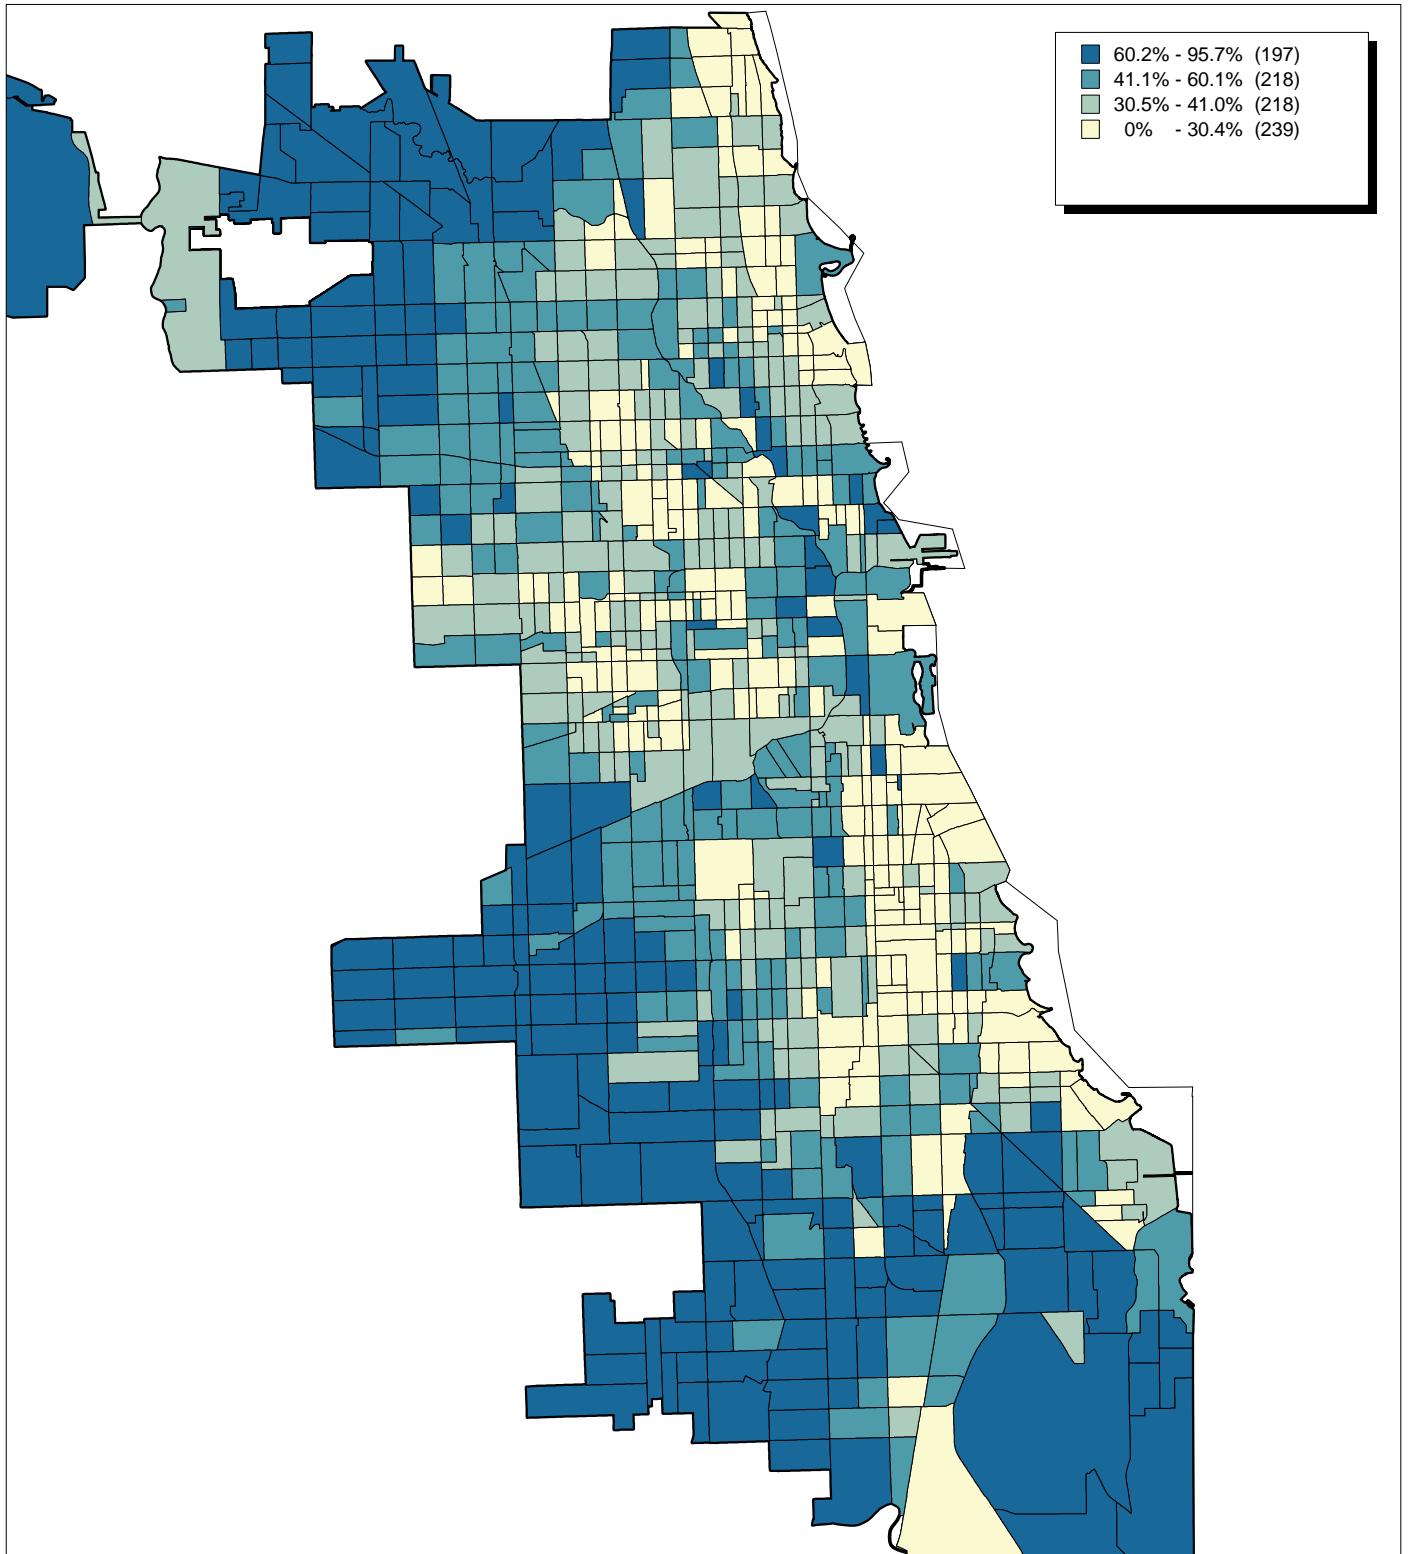 60.2% - 95.7% (197)
41.1% - 60.1% (218)
30.5% - 41.0% (218)
0% - 30.4% (239)